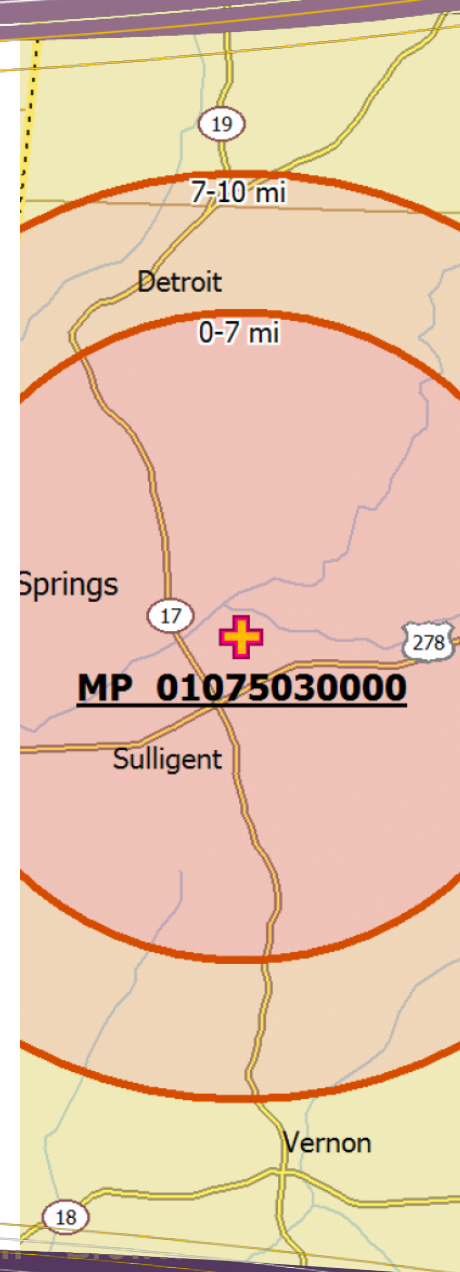 19
7-10 mi
Detroit
0-7 mi
Springs
17
278
MP 01075030000
Sulligent
Vernon
18